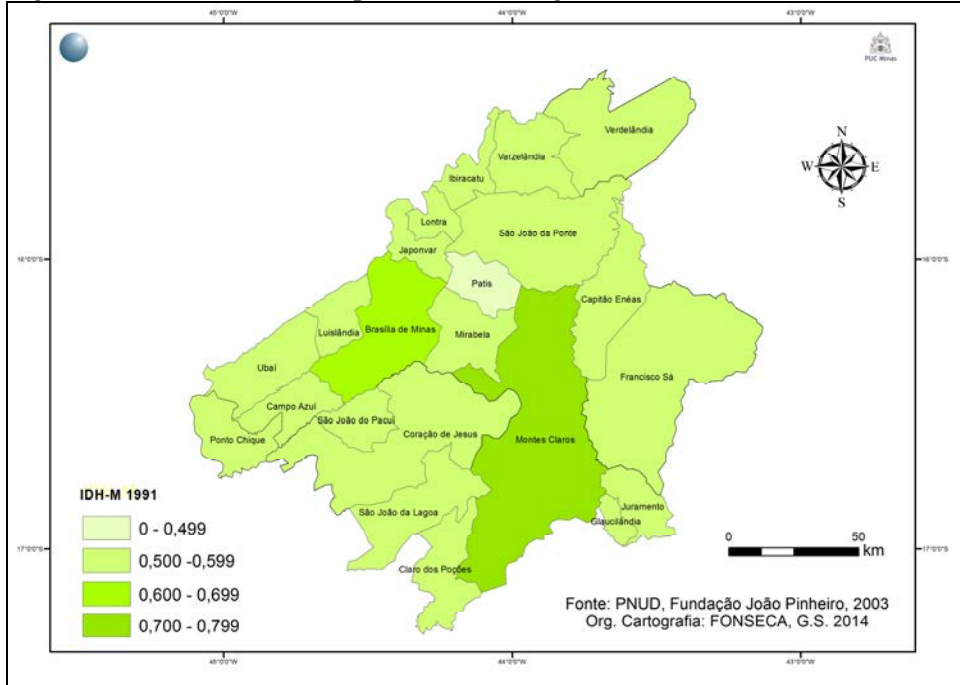 45°0'0"W 44°0'0"W 43°0'0"W
PUC Minas
Verdelândia
Varzelândia
N
W E
S
Ibiracatu
Lontra
São João da Ponte
Japonvar
16°0'0"S 16°0'0"S
Patis
Capitão Enéas
Luislândia
Brasília de Minas
Mirabela
Ubaí
Francisco Sá
Campo Azul
São João do Pacuí
Ponto Chique
Coração de Jesus
Montes Claros
IDH-M 1991
Juramento
São João da Lagoa
Glaucilândia
0 - 0,499
0,500 -0,599
0,600 - 0,699
0,700 - 0,799
0 50
km
17°0'0"S 17°0'0"S
Claro dos Poções
Fonte: PNUD, Fundação João Pinheiro, 2003
Org. Cartografia: FONSECA, G.S. 2014
45°0'0"W 44°0'0"W 43°0'0"W